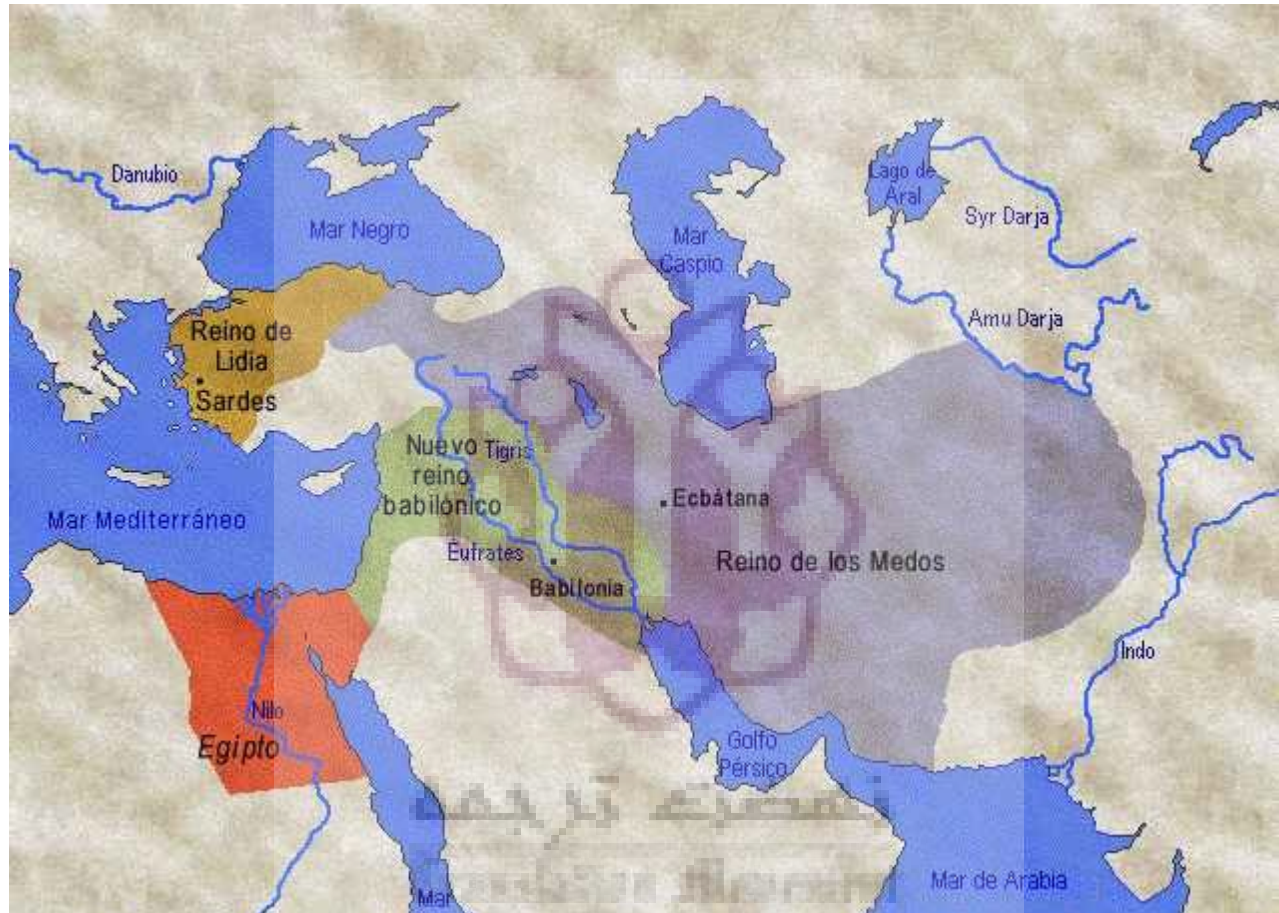 Danubio
Mar Negro
Mar
Caspio
Lago de
Aral
Syr Darja
Amu Darja
Reino de
Lidia
Sardes
Nuevo
reino
babilónico
Tigris
Ecbátana
Mar Mediterráneo
Éufrates
Babilonia
Reino de los Medos
Indo
Nilo
Egipto
Golfo
Pérsico
Mar
Mar de Arabia